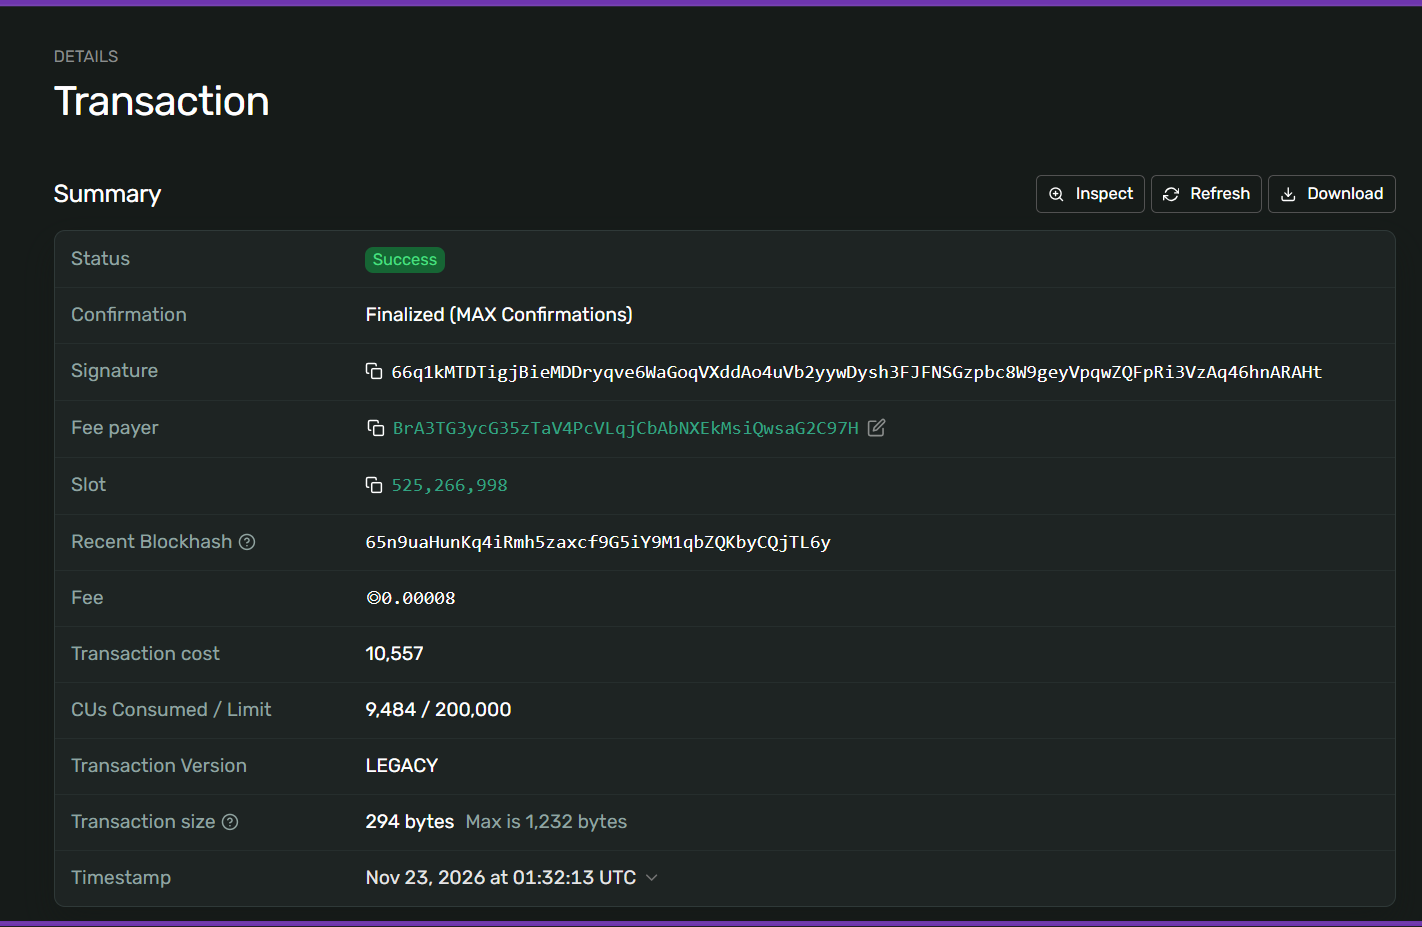 DETAILS
Transaction
Summary
Inspect
Refresh
Download
Status Success
Confirmation Finalized (MAX Confirmations)
Signature 66q1kMTDTigjBieMDDryqve6WaGoqVXddAo4uVb2yywDysh3FJFNSGzpbc8W9geyVpqwZQFpRi3VzAq46hnARAHt
Fee payer BrA3TG3ycG35zTaV4PcVLqjCbAbNXEkMsiQwsaG2C97H
Slot 525,266,998
Recent Blockhash 65n9uaHunKq4iRmh5zaxcf9G5iY9M1qbZQKbyCQjTL6y
Fee ◎0.00008
Transaction cost 10,557
CUs Consumed / Limit 9,484 / 200,000
Transaction Version LEGACY
Transaction size 294 bytes Max is 1,232 bytes
Timestamp Nov 23, 2026 at 01:32:13 UTC